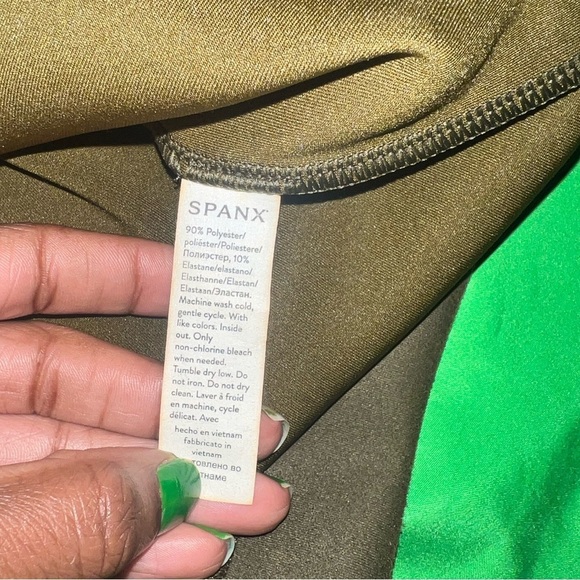 SPANX
90% Polyester/
poliéster/Poliestere/
Полиэстер, 10%
Elastane/elastano/
Elasthanne/Elastan/
Elastaan/Эластан.
Machine wash cold,
gentle cycle. With
like colors. Inside
out. Only
non-chlorine bleach
when needed.
Tumble dry low. Do
not iron. Do not dry
clean. Laver à froid
en machine, cycle
délicat. Avec
hecho en vietnam
fabbricato in
vietnam
во